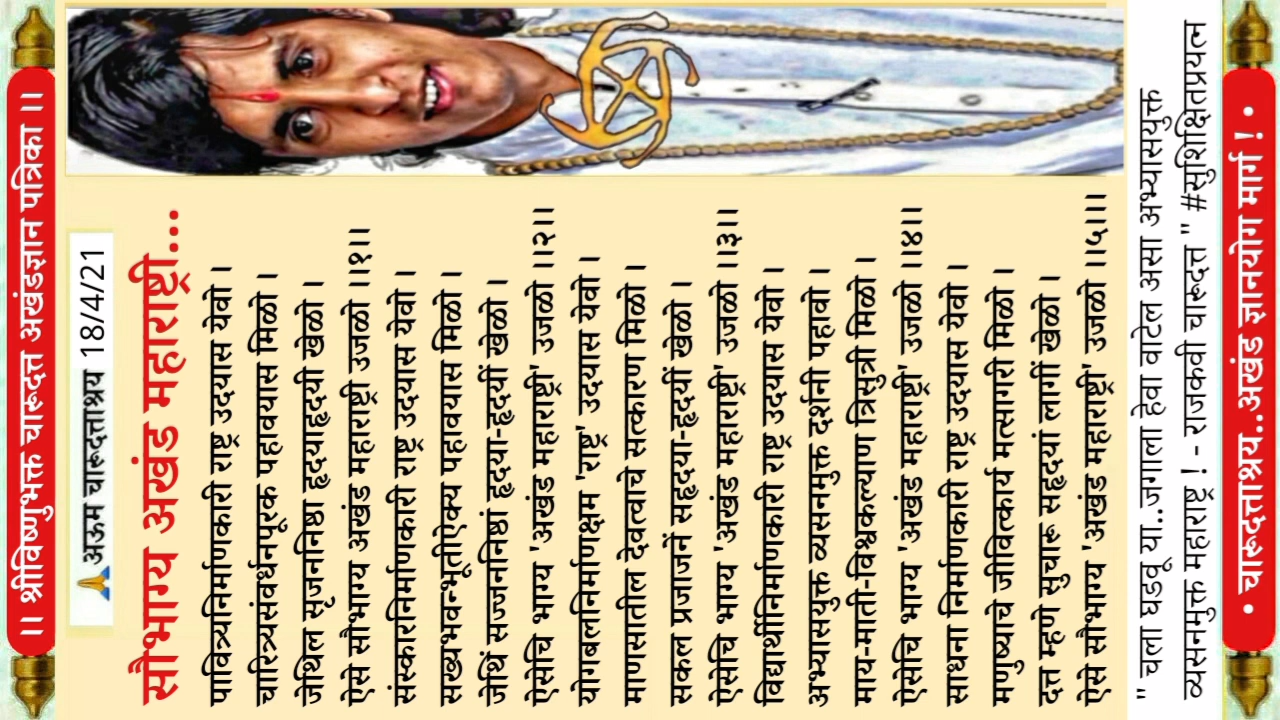 ।। श्रीविष्णुभक्त चारूदत्त अखंडज्ञान पत्रिका ।।
🙏अऊम चारूदत्ताश्रय 18/4/21
सौभाग्य अखंड महाराष्ट्री...
पावित्र्यनिर्माणकारी राष्ट्र उदयास येवो ।
चारित्र्यसंवर्धनपूरक पहावयास मिळो ।
जेथिल सृजननिष्ठा हृदयाहृदयी खेळो ।
ऐसे सौभाग्य अखंड महाराष्ट्री उजळो ।।१।।
संस्कारनिर्माणकारी राष्ट्र उदयास येवो ।
सख्यभवन्भूतीऐक्य पहावयास मिळो ।
जेथिं सज्जननिष्ठां हृदया-हृदयीं खेळो ।
ऐसेचि भाग्य 'अखंड महाराष्ट्री' उजळो ।।२।।
योगबलनिर्माणक्षम 'राष्ट्र' उदयास येवो ।
माणसातील देवत्वाचे सत्कारण मिळो ।
सकल प्रजाजनें सहृदया-हृदयीं खेळो ।
ऐसेचि भाग्य 'अखंड महाराष्ट्री' उजळो ।।३।।
विद्यार्थीनिर्माणकारी राष्ट्र उदयास येवो ।
अभ्यासयुक्त व्यसनमुक्त दर्शनी पहावो ।
माय-माती-विश्वकल्याण त्रिसुत्री मिळो ।
ऐसेचि भाग्य 'अखंड महाराष्ट्री' उजळो ।।४।।
साधना निर्माणकारी राष्ट्र उदयास येवो ।
मणुष्याचे जीवित्कार्य मत्सागरी मिळो ।
दत्त म्हणे सुचारू सहृदयां लागीं खेळो ।
ऐसे सौभाग्य 'अखंड महाराष्ट्री' उजळो ।।५।।
" चला घडवू या..जगाला हेवा वाटेल असा अभ्यासयुक्त
व्यसनमुक्त महाराष्ट्र ! - राजकवी चारूदत्त " #सुशिक्षितप्रयत्न
• चारूदत्ताश्रय..अखंड ज्ञानयोग मार्ग ! •